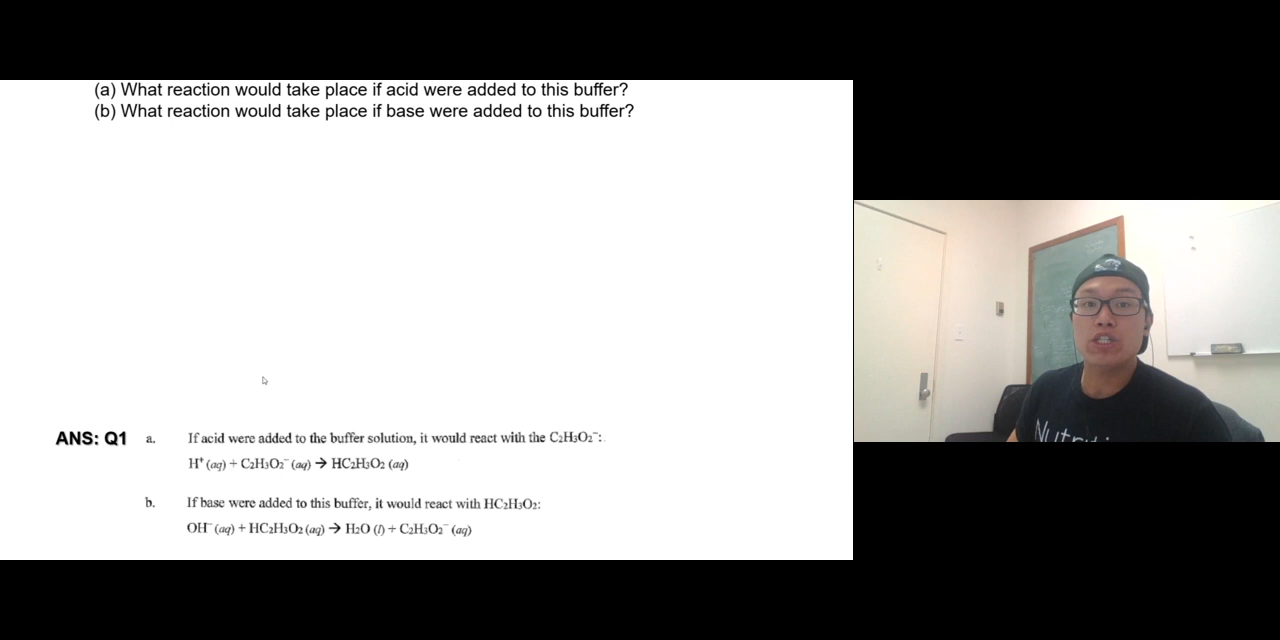 (a) What reaction would take place if acid were added to this buffer?
(b) What reaction would take place if base were added to this buffer?
ANS: Q1 a. If acid were added to the buffer solution, it would react with the C₂H₃O₂⁻:.
H⁺ (aq) + C₂H₃O₂⁻ (aq) → HC₂H₃O₂ (aq)
b. If base were added to this buffer, it would react with HC₂H₃O₂:
OH⁻ (aq) + HC₂H₃O₂ (aq) → H₂O (l) + C₂H₃O₂⁻ (aq)